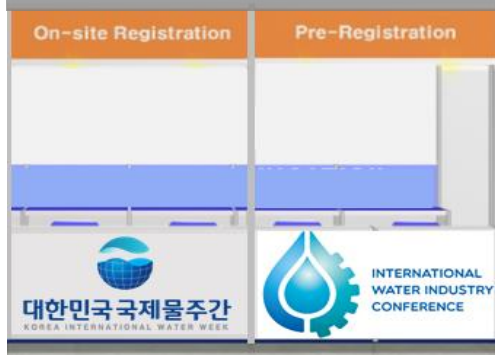 On-site Registration
Pre-Registration
대한민국국제물주간
KOREA INTERNATIONAL WATER WEEK
INTERNATIONAL
WATER INDUSTRY
CONFERENCE